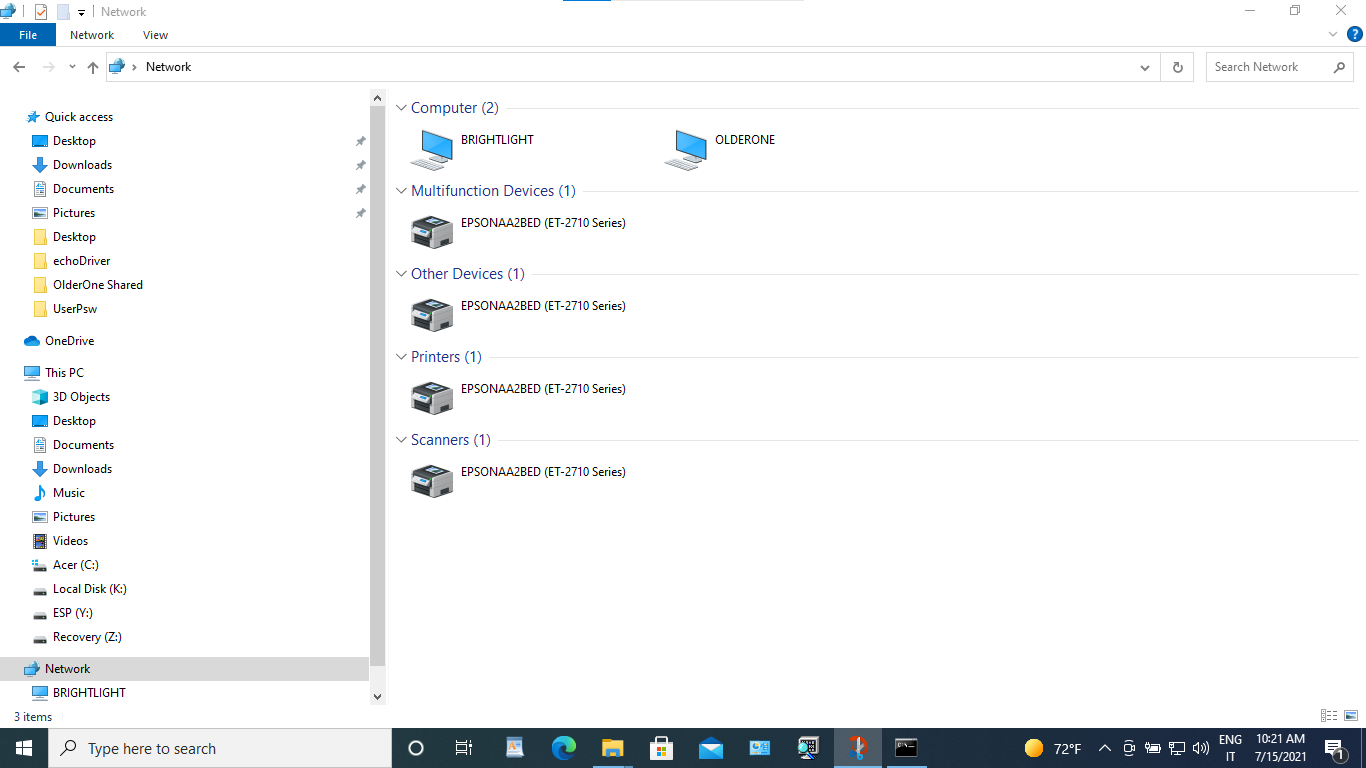 Network
File
Network
View
Network
Search Network
Quick access
Desktop
Downloads
Documents
Pictures
Desktop
echoDriver
OlderOne Shared
UserPsw
OneDrive
This PC
3D Objects
Desktop
Documents
Downloads
Music
Pictures
Videos
Acer (C:)
Local Disk (K:)
ESP (Y:)
Recovery (Z:)
Network
BRIGHTLIGHT
Computer (2)
BRIGHTLIGHT
OLDERONE
Multifunction Devices (1)
EPSONAA2BED (ET-2710 Series)
Other Devices (1)
EPSONAA2BED (ET-2710 Series)
Printers (1)
EPSONAA2BED (ET-2710 Series)
Scanners (1)
EPSONAA2BED (ET-2710 Series)
3 items
Type here to search
72°F
ENG
IT
10:21 AM
7/15/2021
1